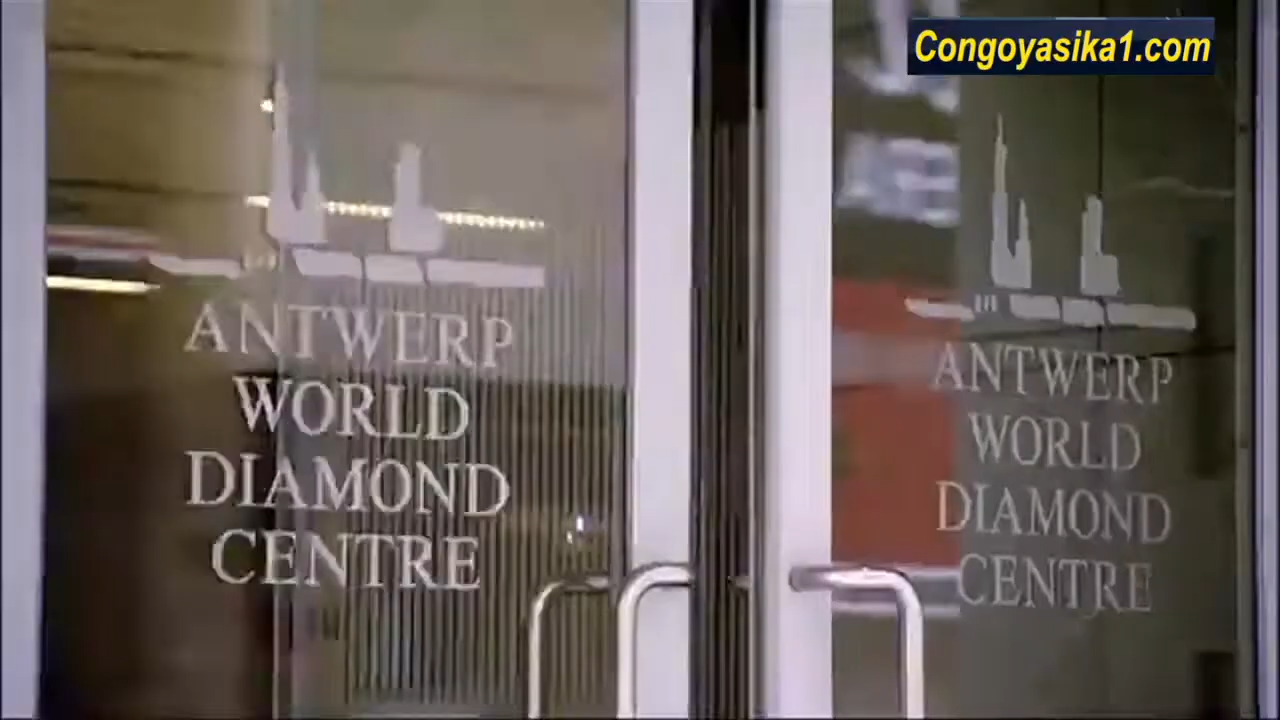 Congoyasika1.com
ANTWERP
WORLD
DIAMOND
CENTRE
ANTWERP
WORLD
DIAMOND
CENTRE